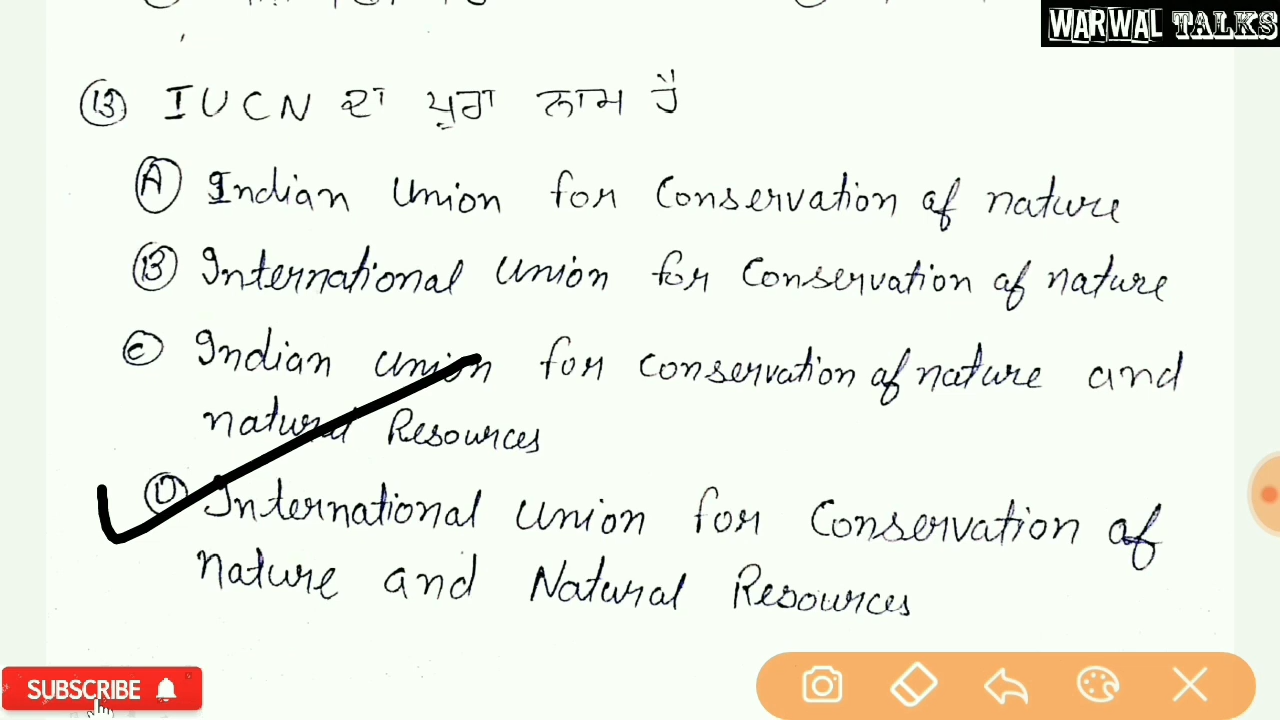 WARWAL TALKS
13 IUCN ਦਾ ਪੂਰਾ ਨਾਮ ਹੈ
A Indian Union for Conservation of nature
B International Union for Conservation of nature
C Indian Union for Conservation of nature and
natural Resources
D International Union for Conservation of
nature and Natural Resources
SUBSCRIBE